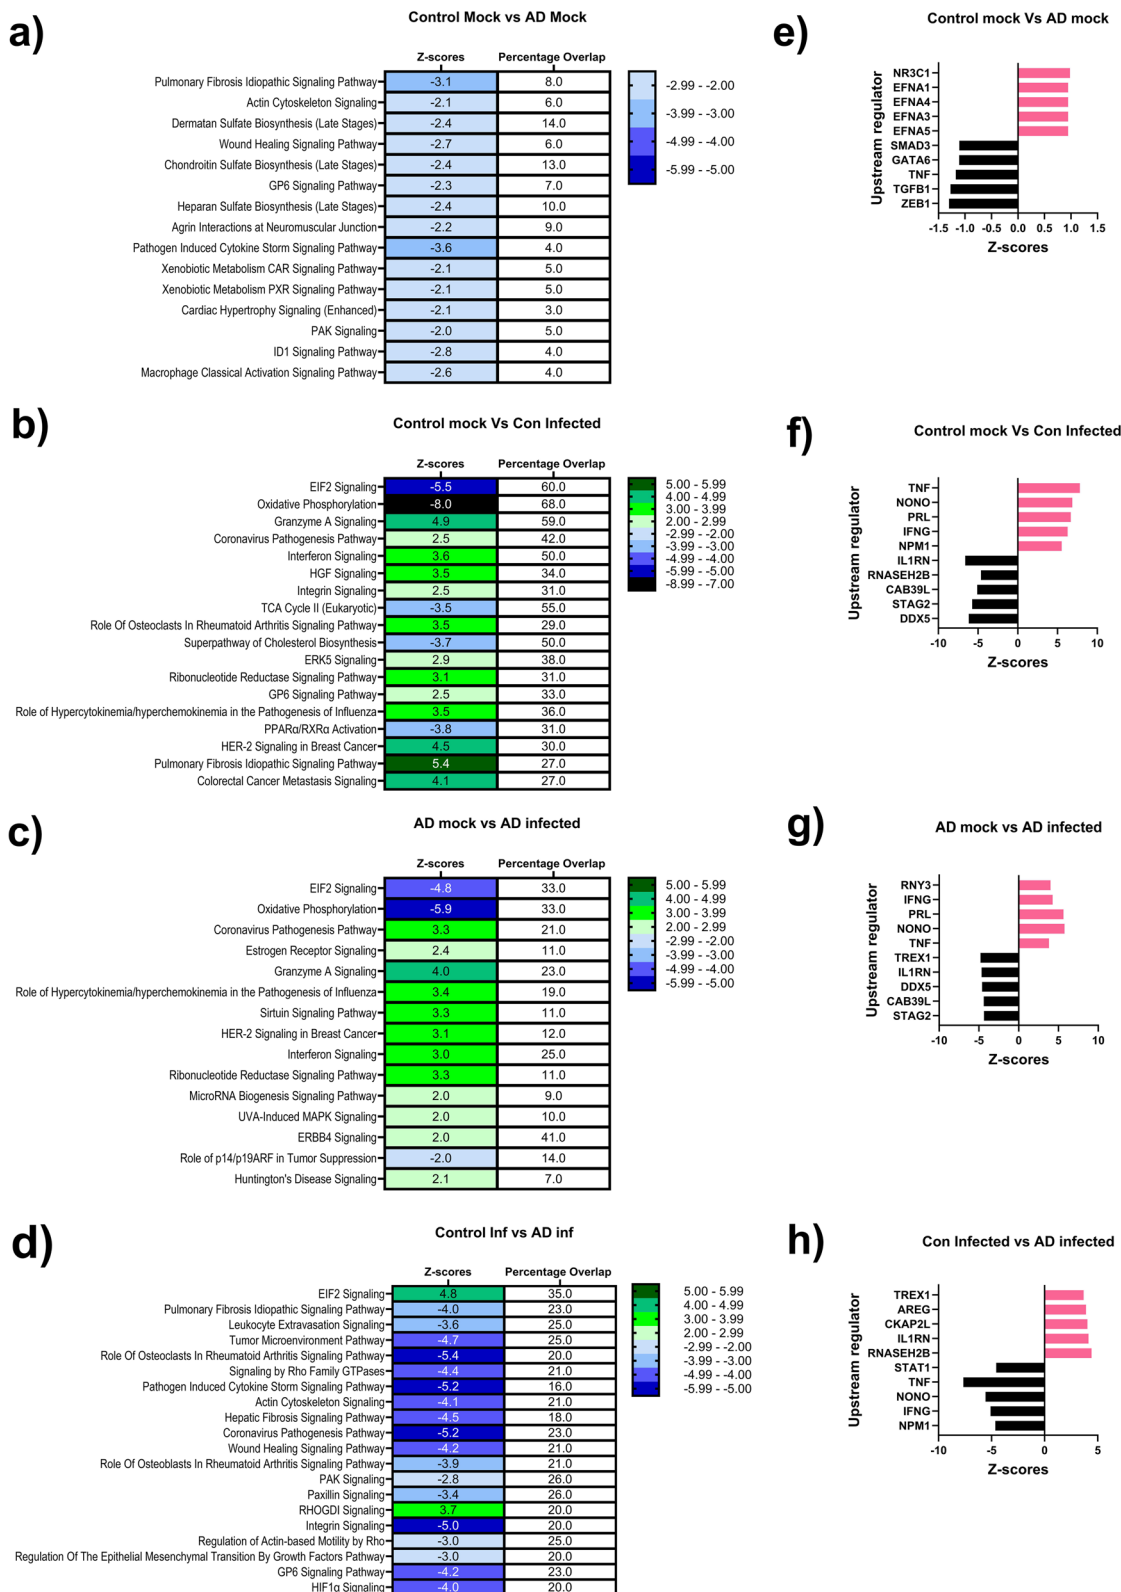 a)
Control Mock vs AD Mock
Z-scores Percentage Overlap
Pulmonary Fibrosis Idiopathic Signaling Pathway -3.1 8.0
Actin Cytoskeleton Signaling -2.1 6.0
Dermatan Sulfate Biosynthesis (Late Stages) -2.4 14.0
Wound Healing Signaling Pathway -2.7 6.0
Chondroitin Sulfate Biosynthesis (Late Stages) -2.4 13.0
GP6 Signaling Pathway -2.3 7.0
Heparan Sulfate Biosynthesis (Late Stages) -2.4 10.0
Agrin Interactions at Neuromuscular Junction -2.2 9.0
Pathogen Induced Cytokine Storm Signaling Pathway -3.6 4.0
Xenobiotic Metabolism CAR Signaling Pathway -2.1 5.0
Xenobiotic Metabolism PXR Signaling Pathway -2.1 5.0
Cardiac Hypertrophy Signaling (Enhanced) -2.1 3.0
PAK Signaling -2.0 5.0
ID1 Signaling Pathway -2.8 4.0
Macrophage Classical Activation Signaling Pathway -2.6 4.0
-2.99 - -2.00
-3.99 - -3.00
-4.99 - -4.00
-5.99 - -5.00
e)
Control mock Vs AD mock
Upstream regulator
NR3C1
EFNA1
EFNA4
EFNA3
EFNA5
SMAD3
GATA6
TNF
TGFB1
ZEB1
-1.5 -1.0 -0.5 0.0 0.5 1.0 1.5
Z-scores
b)
Control mock Vs Con Infected
Z-scores Percentage Overlap
EIF2 Signaling -5.5 60.0
Oxidative Phosphorylation -8.0 68.0
Granzyme A Signaling 4.9 59.0
Coronavirus Pathogenesis Pathway 2.5 42.0
Interferon Signaling 3.6 50.0
HGF Signaling 3.5 34.0
Integrin Signaling 2.5 31.0
TCA Cycle II (Eukaryotic) -3.5 55.0
Role Of Osteoclasts In Rheumatoid Arthritis Signaling Pathway 3.5 29.0
Superpathway of Cholesterol Biosynthesis -3.7 50.0
ERK5 Signaling 2.9 38.0
Ribonucleotide Reductase Signaling Pathway 3.1 31.0
GP6 Signaling Pathway 2.5 33.0
Role of Hypercytokinemia/hyperchemokinemia in the Pathogenesis of Influenza 3.5 36.0
PPARα/RXRα Activation -3.8 31.0
HER-2 Signaling in Breast Cancer 4.5 30.0
Pulmonary Fibrosis Idiopathic Signaling Pathway 5.4 27.0
Colorectal Cancer Metastasis Signaling 4.1 27.0
5.00 - 5.99
4.00 - 4.99
3.00 - 3.99
2.00 - 2.99
-2.99 - -2.00
-3.99 - -3.00
-4.99 - -4.00
-5.99 - -5.00
-8.99 - -7.00
f)
Control mock Vs Con Infected
Upstream regulator
TNF
NONO
PRL
IFNG
NPM1
IL1RN
RNASEH2B
CAB39L
STAG2
DDX5
-10 -5 0 5 10
Z-scores
c)
AD mock vs AD infected
Z-scores Percentage Overlap
EIF2 Signaling -4.8 33.0
Oxidative Phosphorylation -5.9 33.0
Coronavirus Pathogenesis Pathway 3.3 21.0
Estrogen Receptor Signaling 2.4 11.0
Granzyme A Signaling 4.0 23.0
Role of Hypercytokinemia/hyperchemokinemia in the Pathogenesis of Influenza 3.4 19.0
Sirtuin Signaling Pathway 3.3 11.0
HER-2 Signaling in Breast Cancer 3.1 12.0
Interferon Signaling 3.0 25.0
Ribonucleotide Reductase Signaling Pathway 3.3 11.0
MicroRNA Biogenesis Signaling Pathway 2.0 9.0
UVA-Induced MAPK Signaling 2.0 10.0
ERBB4 Signaling 2.0 41.0
Role of p14/p19ARF in Tumor Suppression -2.0 14.0
Huntington's Disease Signaling 2.1 7.0
5.00 - 5.99
4.00 - 4.99
3.00 - 3.99
2.00 - 2.99
-2.99 - -2.00
-3.99 - -3.00
-4.99 - -4.00
-5.99 - -5.00
g)
AD mock vs AD infected
Upstream regulator
RNY3
IFNG
PRL
NONO
TNF
TREX1
IL1RN
DDX5
CAB39L
STAG2
-10 -5 0 5 10
Z-scores
d)
Control Inf vs AD inf
Z-scores Percentage Overlap
EIF2 Signaling 4.8 35.0
Pulmonary Fibrosis Idiopathic Signaling Pathway -4.0 23.0
Leukocyte Extravasation Signaling -3.6 25.0
Tumor Microenvironment Pathway -4.7 25.0
Role Of Osteoclasts In Rheumatoid Arthritis Signaling Pathway -5.4 20.0
Signaling by Rho Family GTPases -4.4 21.0
Pathogen Induced Cytokine Storm Signaling Pathway -5.2 16.0
Actin Cytoskeleton Signaling -4.1 21.0
Hepatic Fibrosis Signaling Pathway -4.5 18.0
Coronavirus Pathogenesis Pathway -5.2 23.0
Wound Healing Signaling Pathway -4.2 21.0
Role Of Osteoblasts In Rheumatoid Arthritis Signaling Pathway -3.9 21.0
PAK Signaling -2.8 26.0
Paxillin Signaling -3.4 26.0
RHOGDI Signaling 3.7 20.0
Integrin Signaling -5.0 20.0
Regulation of Actin-based Motility by Rho -3.0 25.0
Regulation Of The Epithelial Mesenchymal Transition By Growth Factors Pathway -3.0 20.0
GP6 Signaling Pathway -4.2 23.0
HIF1α Signaling -4.0 20.0
5.00 - 5.99
4.00 - 4.99
3.00 - 3.99
2.00 - 2.99
-2.99 - -2.00
-3.99 - -3.00
-4.99 - -4.00
-5.99 - -5.00
h)
Con Infected vs AD infected
Upstream regulator
TREX1
AREG
CKAP2L
IL1RN
RNASEH2B
STAT1
TNF
NONO
IFNG
NPM1
-10 -5 0 5
Z-scores